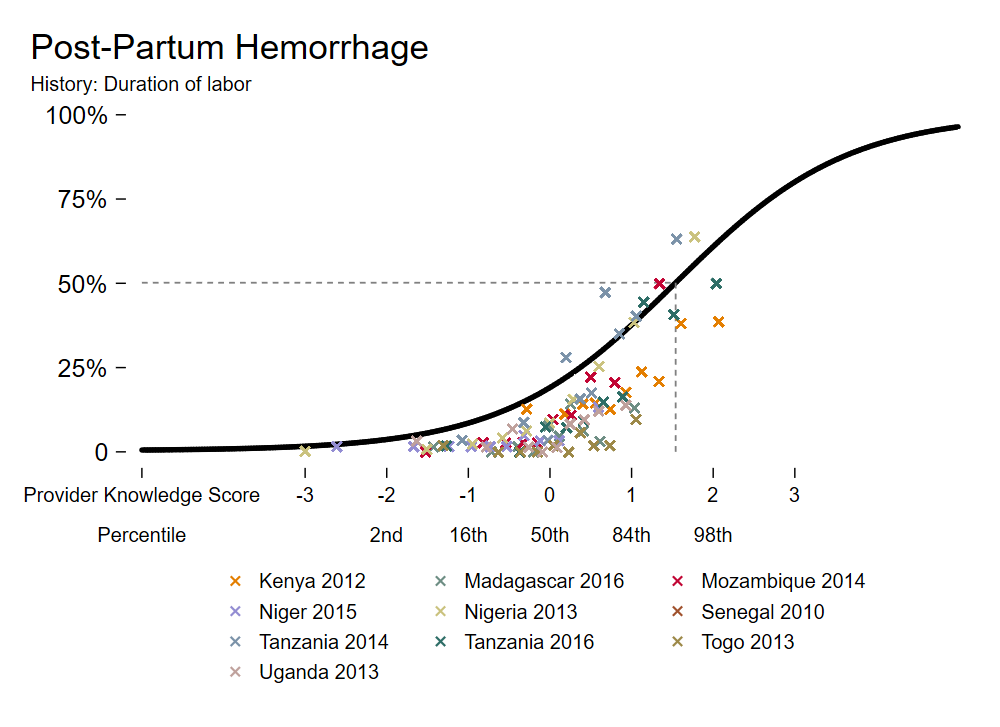 Post-Partum Hemorrhage
History: Duration of labor
100%
75%
50%
25%
0
Provider Knowledge Score -3 -2 -1 0 1 2 3
Percentile 2nd 16th 50th 84th 98th
Kenya 2012 Madagascar 2016 Mozambique 2014
Niger 2015 Nigeria 2013 Senegal 2010
Tanzania 2014 Tanzania 2016 Togo 2013
Uganda 2013